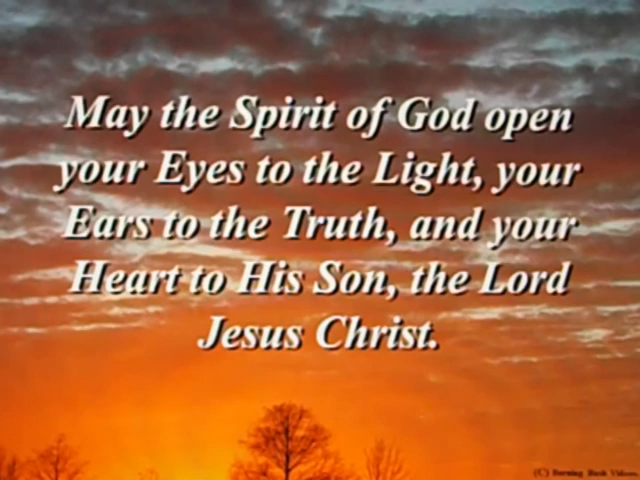 May the Spirit of God open
your Eyes to the Light, your
Ears to the Truth, and your
Heart to His Son, the Lord
Jesus Christ.
(C) Burning Bush Videos